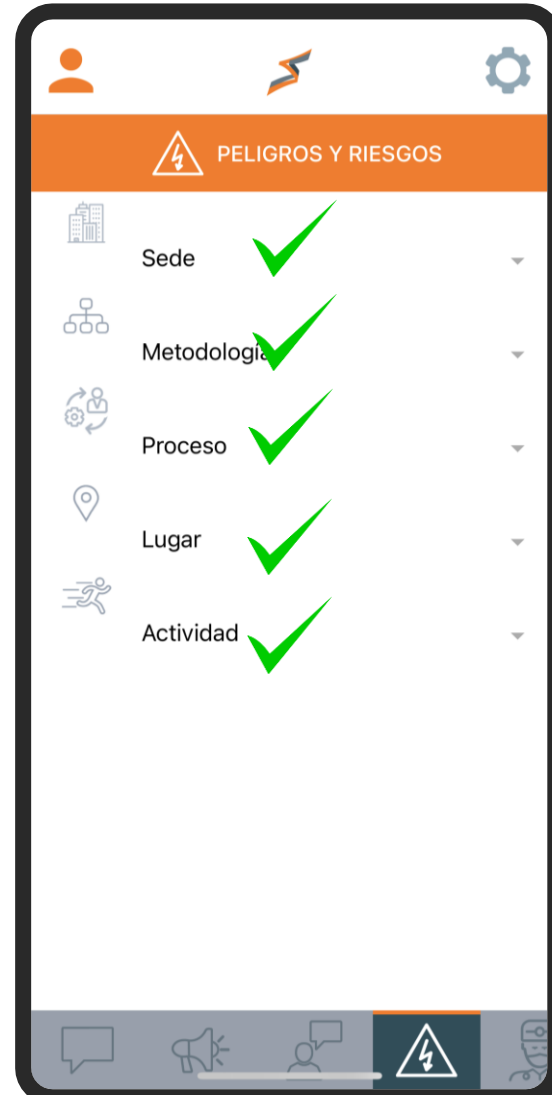 PELIGROS Y RIESGOS
Sede
Metodología
Proceso
Lugar
Actividad